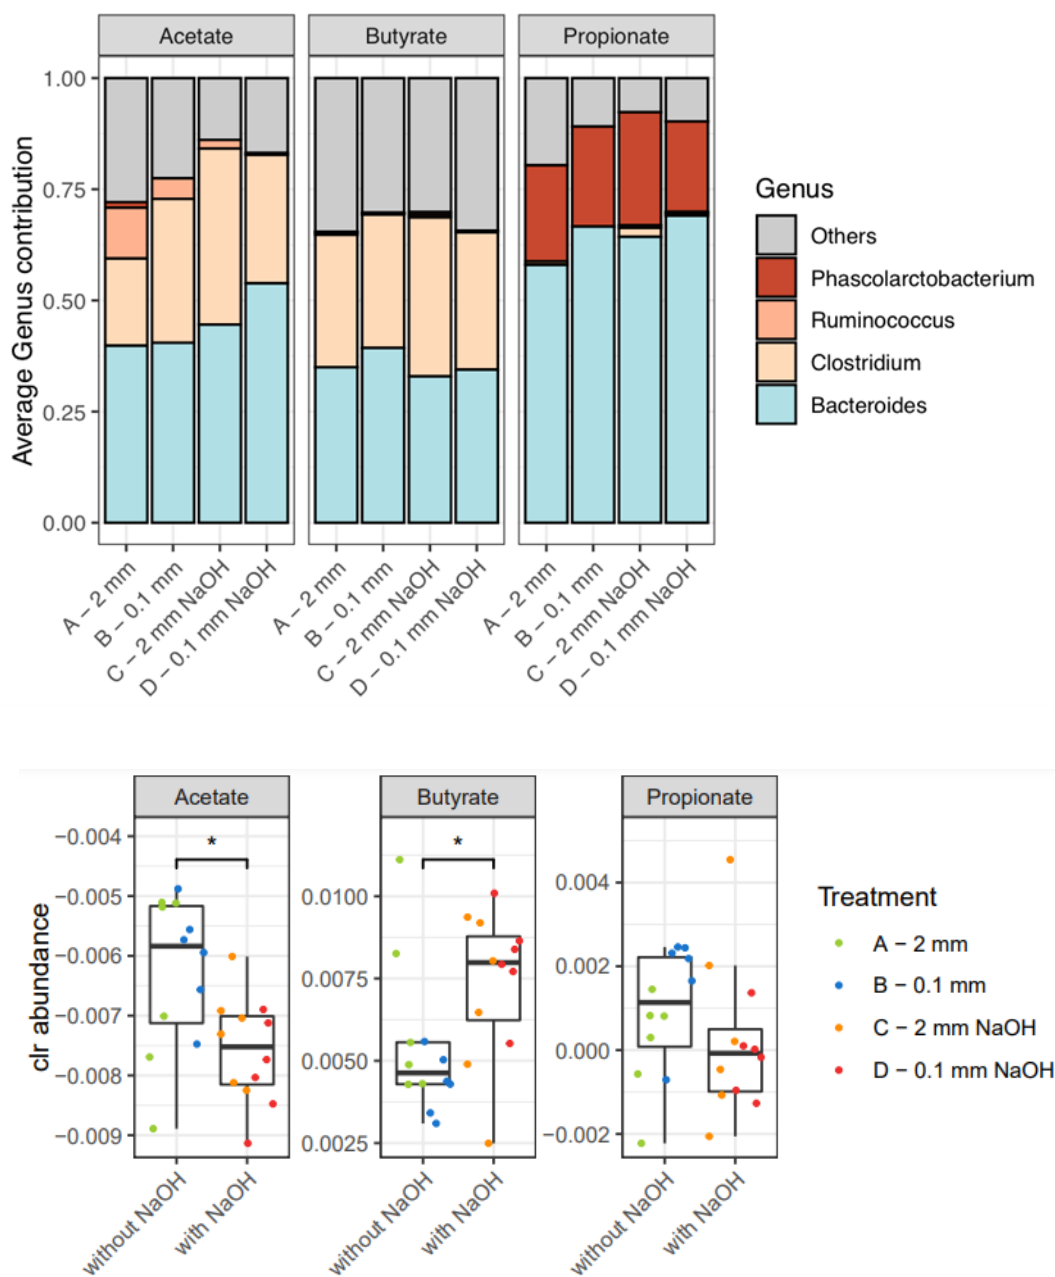 Acetate Butyrate Propionate
Average Genus contribution
1.00
0.75
0.50
0.25
0.00
A − 2 mm
B − 0.1 mm
C − 2 mm NaOH
D − 0.1 mm NaOH
A − 2 mm
B − 0.1 mm
C − 2 mm NaOH
D − 0.1 mm NaOH
A − 2 mm
B − 0.1 mm
C − 2 mm NaOH
D − 0.1 mm NaOH
Genus
Others
Phascolarctobacterium
Ruminococcus
Clostridium
Bacteroides
clr abundance
Acetate
−0.004
−0.005
−0.006
−0.007
−0.008
−0.009
*
without NaOH
with NaOH
Butyrate
0.0100
0.0075
0.0050
0.0025
*
without NaOH
with NaOH
Propionate
0.004
0.002
0.000
−0.002
without NaOH
with NaOH
Treatment
A − 2 mm
B − 0.1 mm
C − 2 mm NaOH
D − 0.1 mm NaOH